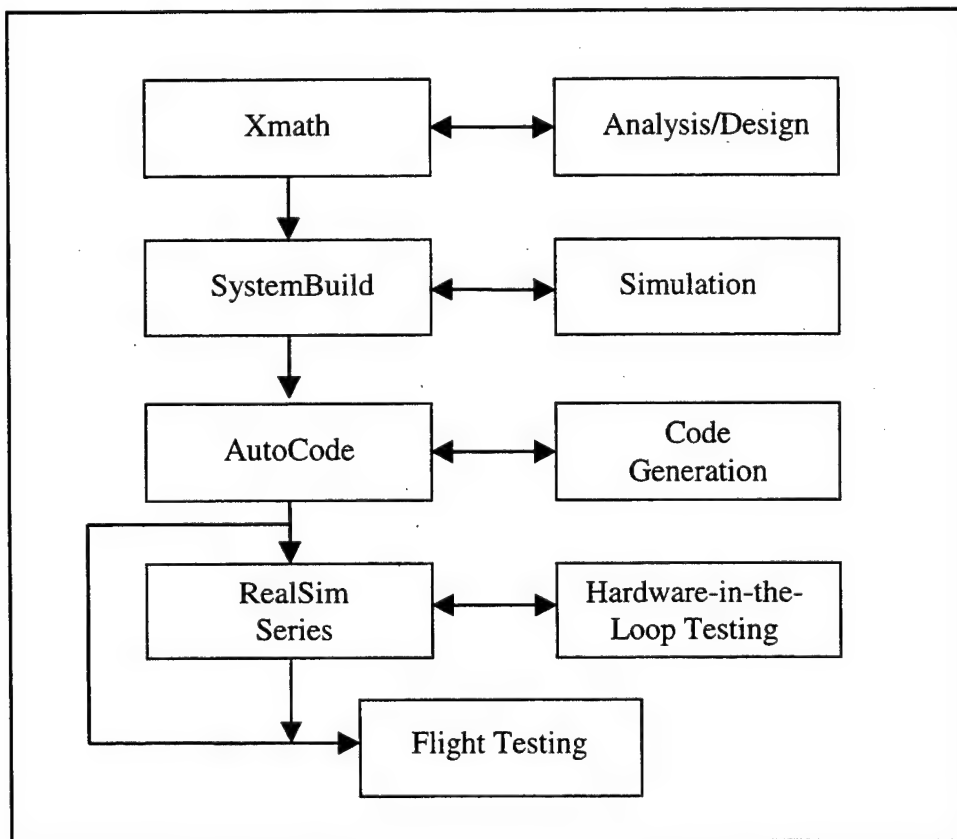 Xmath
Analysis/Design
SystemBuild
Simulation
AutoCode
Code
Generation
RealSim
Series
Hardware-in-the-
Loop Testing
Flight Testing